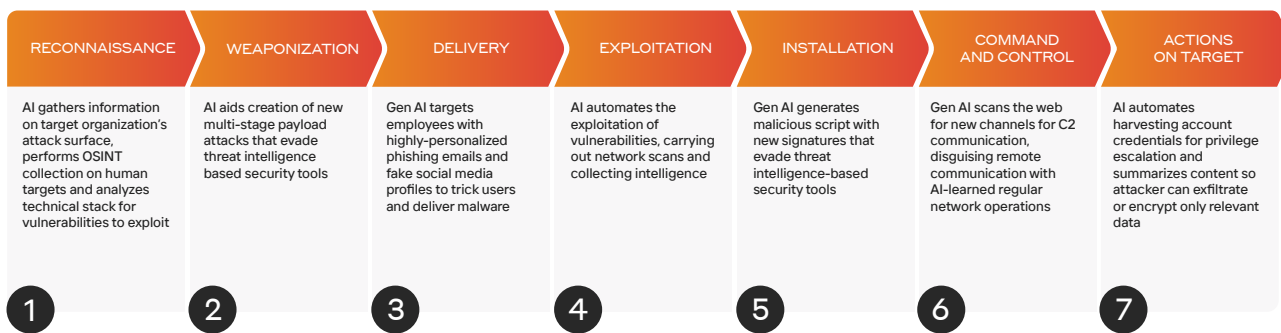 RECONNAISSANCE
AI gathers information
on target organization's
attack surface,
performs OSINT
collection on human
targets and analyzes
technical stack for
vulnerabilities to exploit
1
WEAPONIZATION
AI aids creation of new
multi-stage payload
attacks that evade
threat intelligence
based security tools
2
DELIVERY
Gen AI targets
employees with
highly-personalized
phishing emails and
fake social media
profiles to trick users
and deliver malware
3
EXPLOITATION
AI automates the
exploitation of
vulnerabilities, carrying
out network scans and
collecting intelligence
4
INSTALLATION
Gen AI generates
malicious script with
new signatures that
evade threat
intelligence-based
security tools
5
COMMAND
AND CONTROL
Gen AI scans the web
for new channels for C2
communication,
disguising remote
communication with
AI-learned regular
network operations
6
ACTIONS
ON TARGET
AI automates
harvesting account
credentials for privilege
escalation and
summarizes content so
attacker can exfiltrate
or encrypt only relevant
data
7